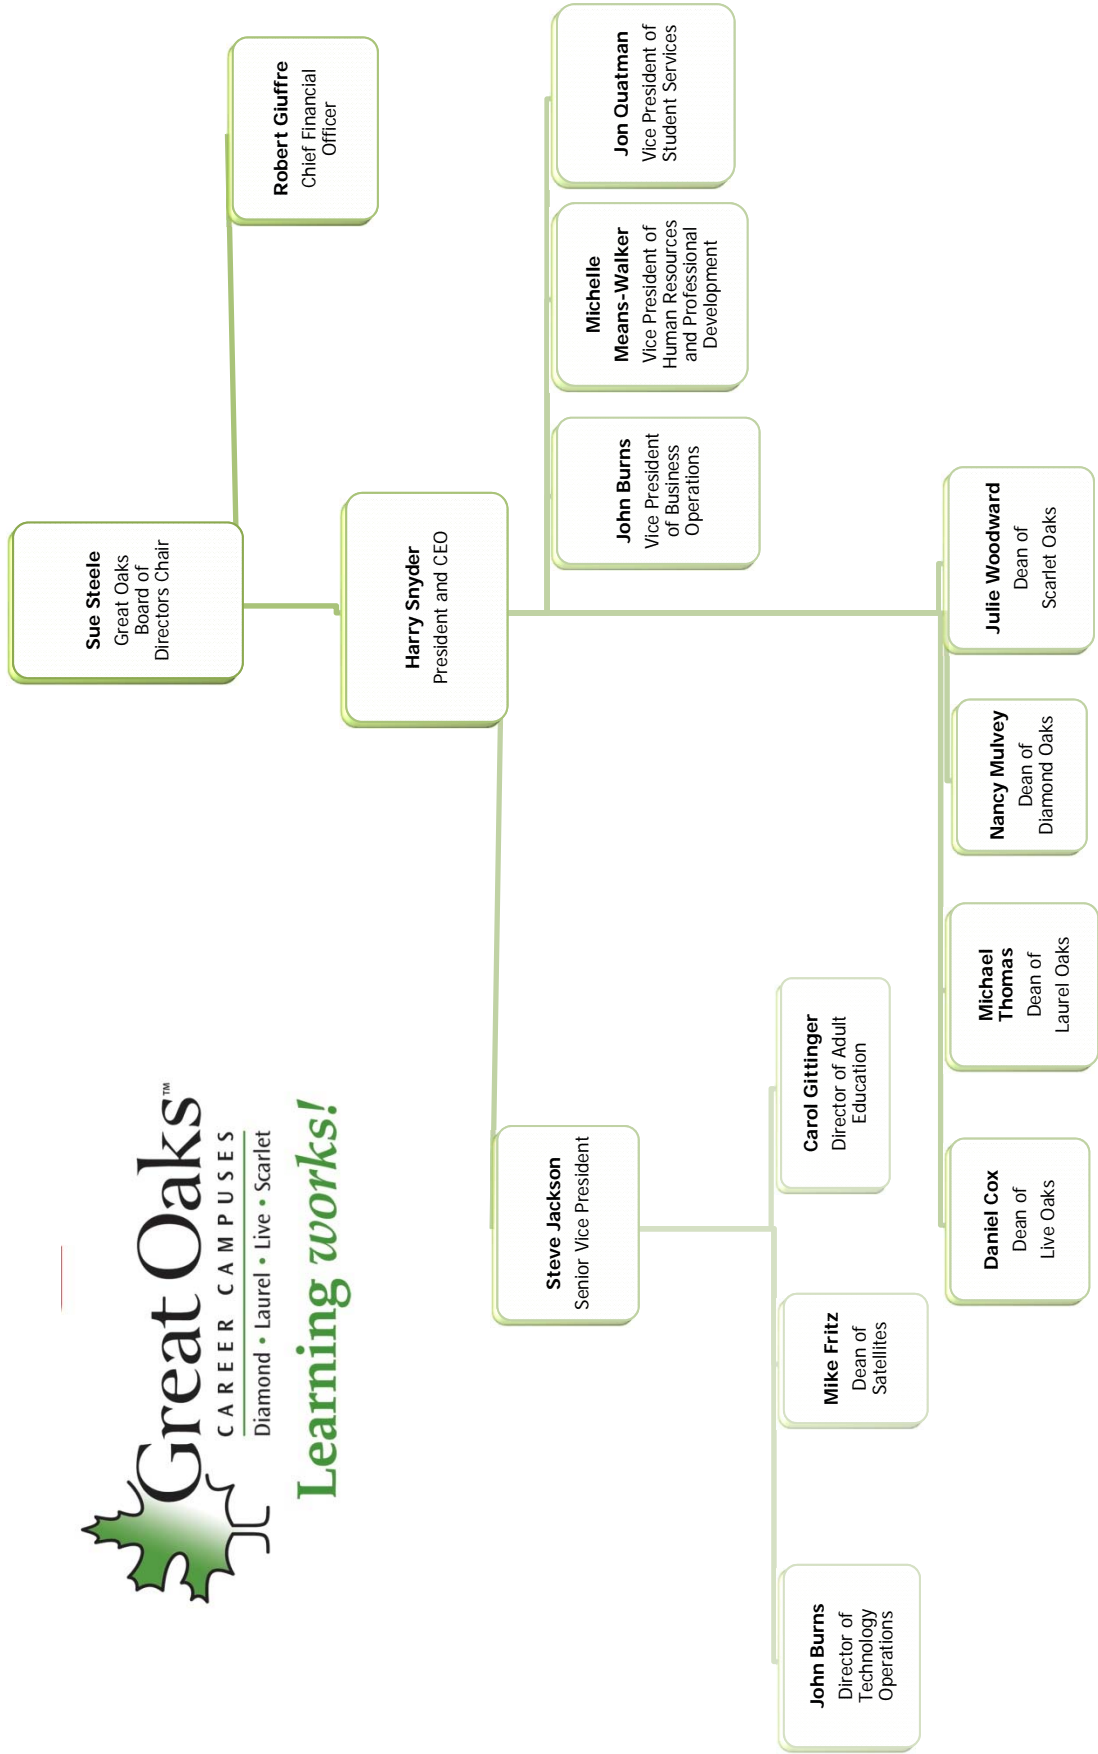 Great Oaks™
CAREER CAMPUSES
Diamond • Laurel • Live • Scarlet
Learning works!
Sue Steele
Great Oaks
Board of
Directors Chair
Robert Giuffre
Chief Financial
Officer
Harry Snyder
President and CEO
Steve Jackson
Senior Vice President
John Burns
Vice President
of Business
Operations
Michelle
Means-Walker
Vice President of
Human Resources
and Professional
Development
Jon Quatman
Vice President of
Student Services
John Burns
Director of
Technology
Operations
Mike Fritz
Dean of
Satellites
Carol Gittinger
Director of Adult
Education
Daniel Cox
Dean of
Live Oaks
Michael
Thomas
Dean of
Laurel Oaks
Nancy Mulvey
Dean of
Diamond Oaks
Julie Woodward
Dean of
Scarlet Oaks